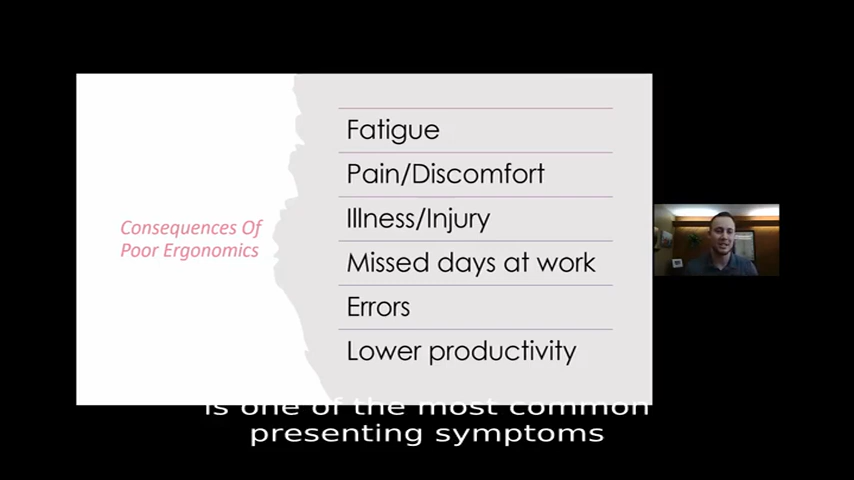 Consequences Of
Poor Ergonomics
Fatigue
Pain/Discomfort
Illness/Injury
Missed days at work
Errors
Lower productivity
is one of the most common
presenting symptoms